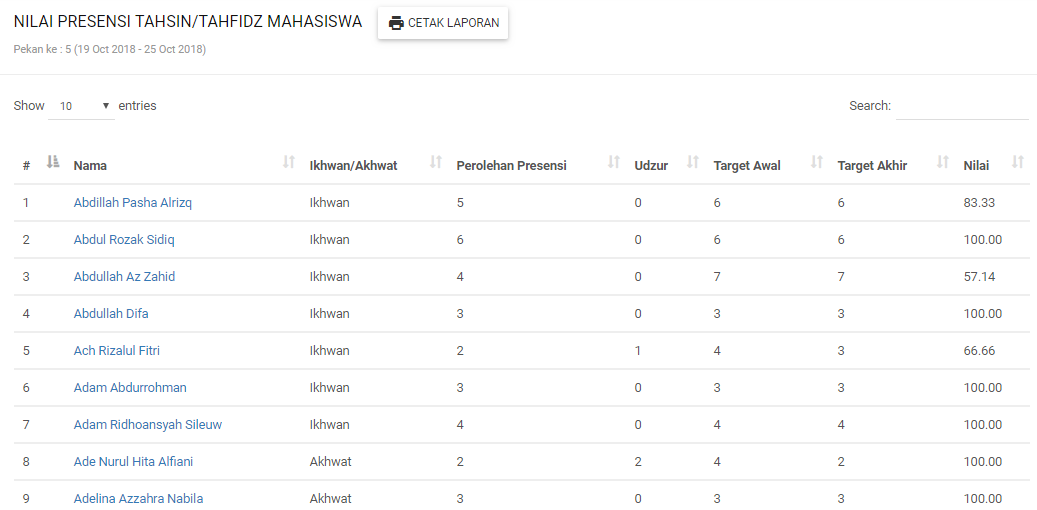 NILAI PRESENSI TAHSIN/TAHFIDZ MAHASISWA CETAK LAPORAN
Pekan ke : 5 (19 Oct 2018 - 25 Oct 2018)
Show 10 entries Search:
# Nama Ikhwan/Akhwat Perolehan Presensi Udzur Target Awal Target Akhir Nilai
1 Abdillah Pasha Alrizq Ikhwan 5 0 6 6 83.33
2 Abdul Rozak Sidiq Ikhwan 6 0 6 6 100.00
3 Abdullah Az Zahid Ikhwan 4 0 7 7 57.14
4 Abdullah Difa Ikhwan 3 0 3 3 100.00
5 Ach Rizalul Fitri Ikhwan 2 1 4 3 66.66
6 Adam Abdurrohman Ikhwan 3 0 3 3 100.00
7 Adam Ridhoansyah Sileuw Ikhwan 4 0 4 4 100.00
8 Ade Nurul Hita Alfiani Akhwat 2 2 4 2 100.00
9 Adelina Azzahra Nabila Akhwat 3 0 3 3 100.00